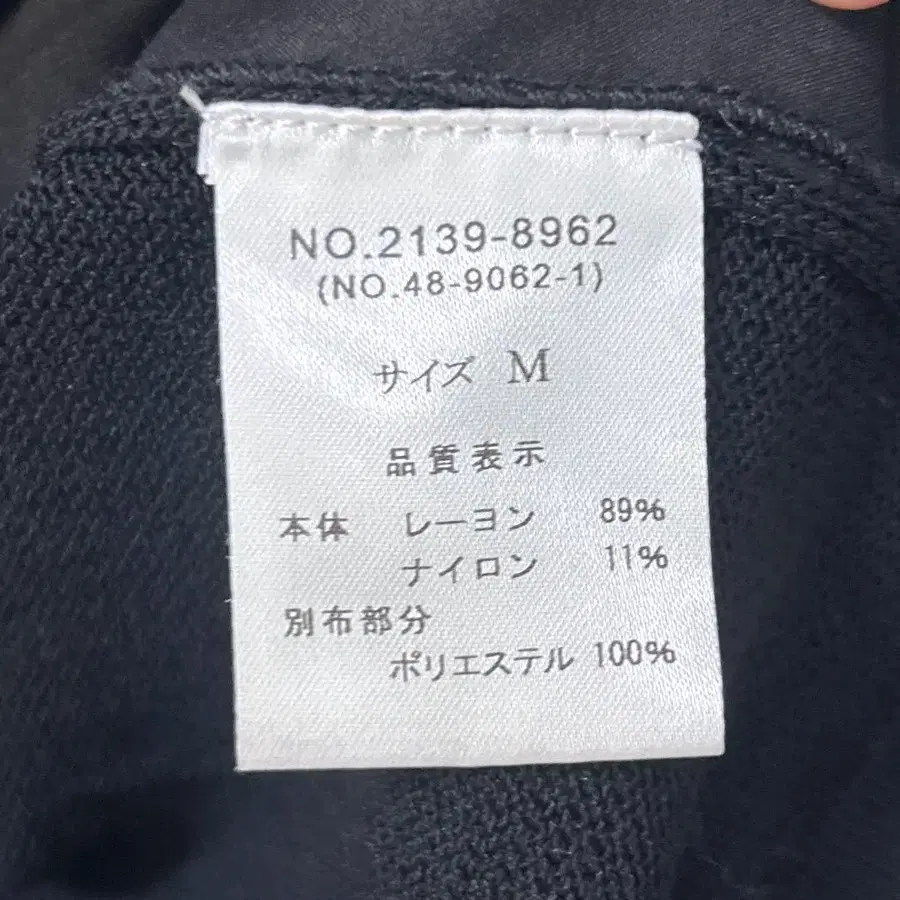 NO.2139-8962
(NO.48-9062-1)
サイズ M
品質表示
本体 レーヨン 89%
ナイロン 11%
別布部分
ポリエステル 100%